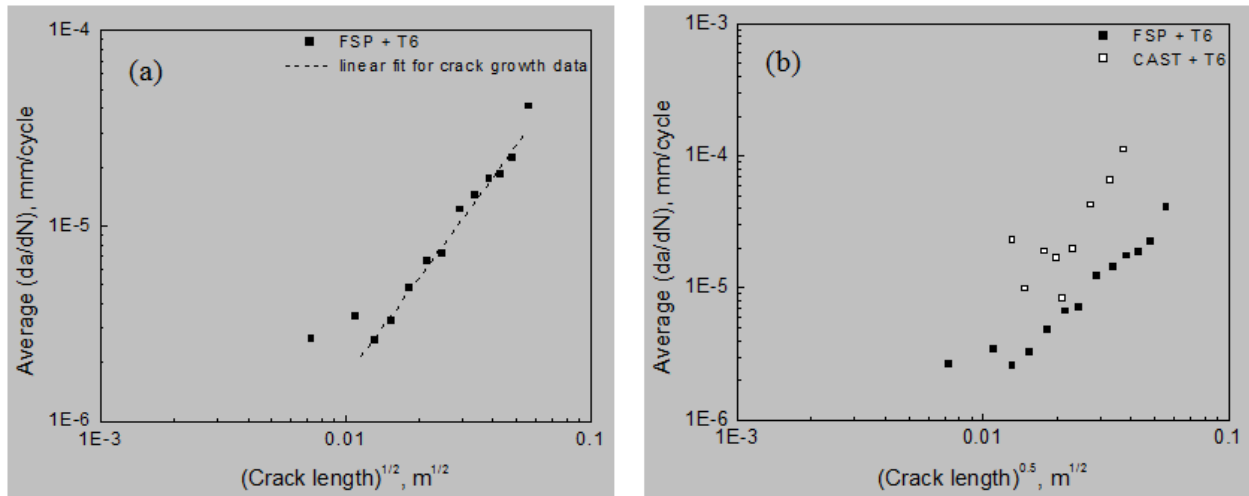 1E-4
FSP + T6
(a)
linear fit for crack growth data
Average (da/dN), mm/cycle
1E-5
1E-6
1E-3
0.01
0.1
(Crack length)^1/2, m^1/2
1E-3
FSP + T6
(b)
CAST + T6
Average (da/dN), mm/cycle
1E-4
1E-5
1E-6
1E-3
0.01
0.1
(Crack length)^0.5, m^1/2